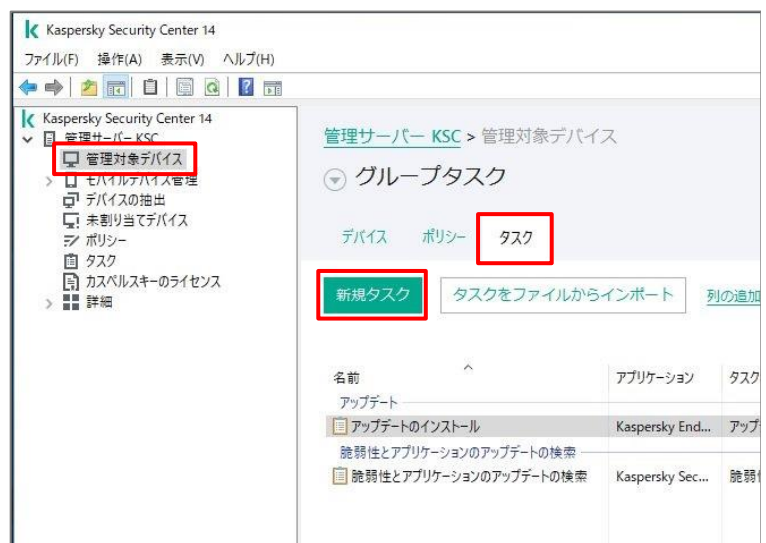 Kaspersky Security Center 14
ファイル(F) 操作(A) 表示(V) ヘルプ(H)
Kaspersky Security Center 14
管理サーバー KSC
管理対象デバイス
モバイルデバイス管理
デバイスの抽出
未割り当てデバイス
ポリシー
タスク
カスペルスキーのライセンス
詳細
管理サーバー KSC > 管理対象デバイス
グループタスク
デバイス ポリシー タスク
新規タスク タスクをファイルからインポート 列の追加
名前 アプリケーション タスク
アップデート
アップデートのインストール Kaspersky End... アップ
脆弱性とアプリケーションのアップデートの検索
脆弱性とアプリケーションのアップデートの検索 Kaspersky Sec... 脆弱